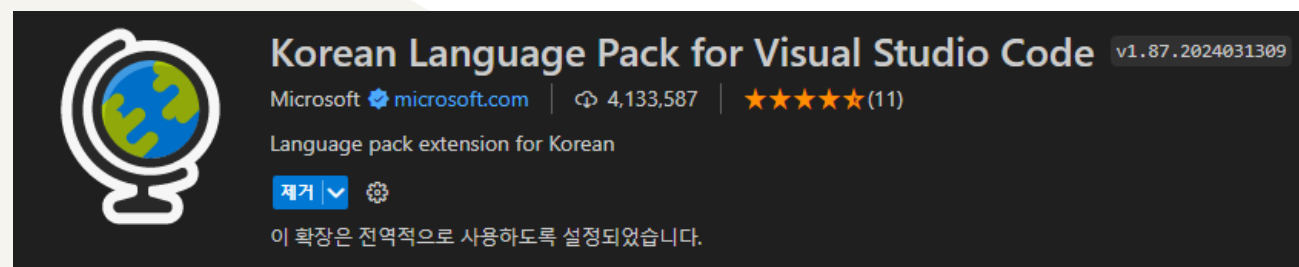 Korean Language Pack for Visual Studio Code v1.87.2024031309
Microsoft microsoft.com 4,133,587 (11)
Language pack extension for Korean
제거
이 확장은 전역적으로 사용하도록 설정되었습니다.